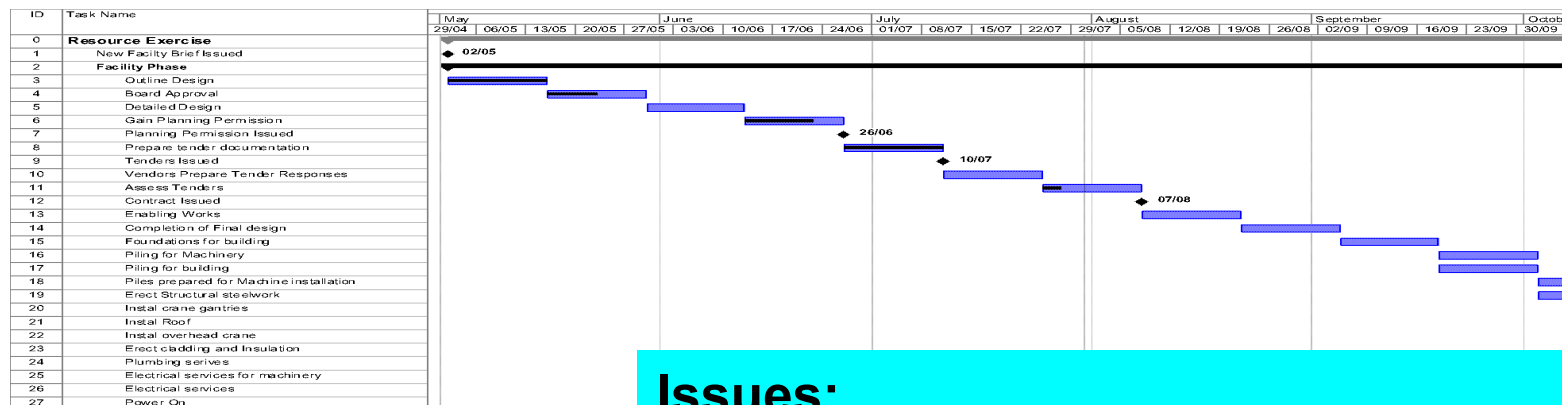 ID Task Name May June July August September Octob
29/04 06/05 13/05 20/05 27/05 03/06 10/06 17/06 24/06 01/07 08/07 15/07 22/07 29/07 05/08 12/08 19/08 26/08 02/09 09/09 16/09 23/09 30/09
0 Resource Exercise
1 New Facilty Brief Issued 02/05
2 Facility Phase
3 Outline Design
4 Board Approval
5 Detailed Design
6 Gain Planning Permission
7 Planning Permission Issued 26/06
8 Prepare tender documentation
9 Tenders Issued 10/07
10 Vendors Prepare Tender Responses
11 Assess Tenders
12 Contract Issued 07/08
13 Enabling Works
14 Completion of Final design
15 Foundations for building
16 Piling for Machinery
17 Piling for building
18 Piles prepared for Machine installation
19 Erect Structural steelwork
20 Instal crane gantries
21 Instal Roof
22 Instal overhead crane
23 Erect cladding and Insulation
24 Plumbing serives
25 Electrical services for machinery
26 Electrical services
27 Power On
Issues: